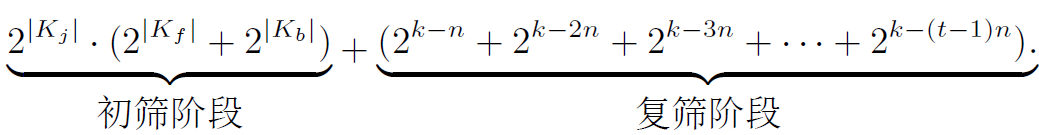 2^{|K_j|} · (2^{|K_f|} + 2^{|K_b|}) + (2^{k−n} + 2^{k−2n} + 2^{k−3n} + ··· + 2^{k−(t−1)n}).
初筛阶段 复筛阶段